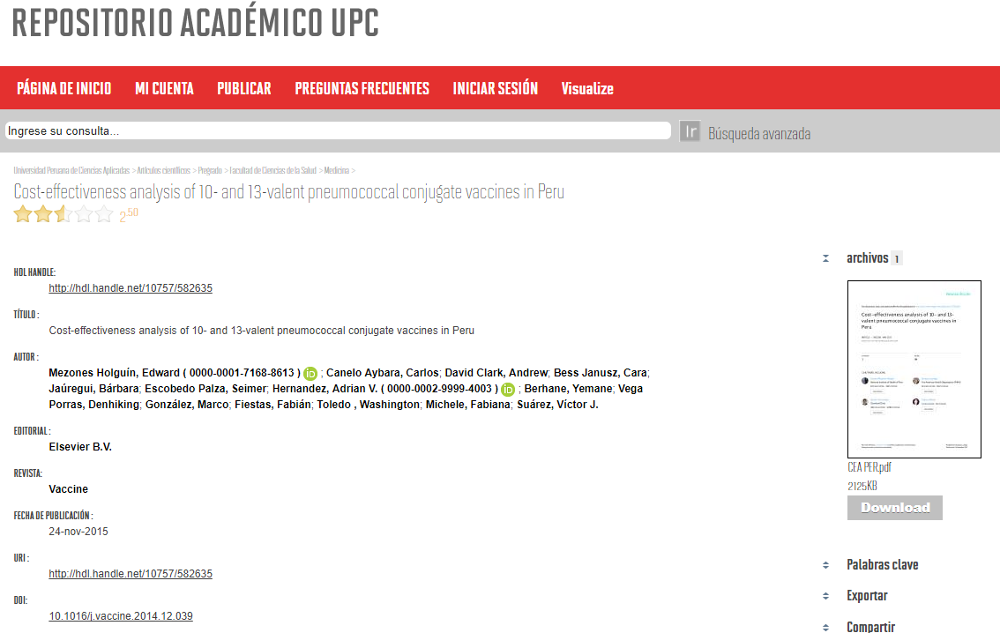 REPOSITORIO ACADÉMICO UPC
PÁGINA DE INICIO MI CUENTA PUBLICAR PREGUNTAS FRECUENTES INICIAR SESIÓN Visualize
Ingrese su consulta... Ir Búsqueda avanzada
Universidad Peruana de Ciencias Aplicadas > Artículos científicos > Pregrado > Facultad de Ciencias de la Salud > Medicina >
Cost-effectiveness analysis of 10- and 13-valent pneumococcal conjugate vaccines in Peru
2.50
HDL HANDLE:
http://hdl.handle.net/10757/582635
TÍTULO :
Cost-effectiveness analysis of 10- and 13-valent pneumococcal conjugate vaccines in Peru
AUTOR :
Mezones Holguín, Edward ( 0000-0001-7168-8613 ) iD ; Canelo Aybara, Carlos; David Clark, Andrew; Bess Janusz, Cara;
Jaúregui, Bárbara; Escobedo Palza, Seimer; Hernandez, Adrian V. ( 0000-0002-9999-4003 ) iD ; Berhane, Yemane; Vega
Porras, Denhiking; González, Marco; Fiestas, Fabián; Toledo , Washington; Michele, Fabiana; Suárez, Víctor J.
EDITORIAL :
Elsevier B.V.
REVISTA:
Vaccine
FECHA DE PUBLICACIÓN :
24-nov-2015
URI :
http://hdl.handle.net/10757/582635
DOI:
10.1016/j.vaccine.2014.12.039
archivos 1
Cost-effectiveness analysis of 10- and 13-
valent pneumococcal conjugate vaccines in
Peru
CEA PER.pdf
2125KB
Download
Palabras clave
Exportar
Compartir